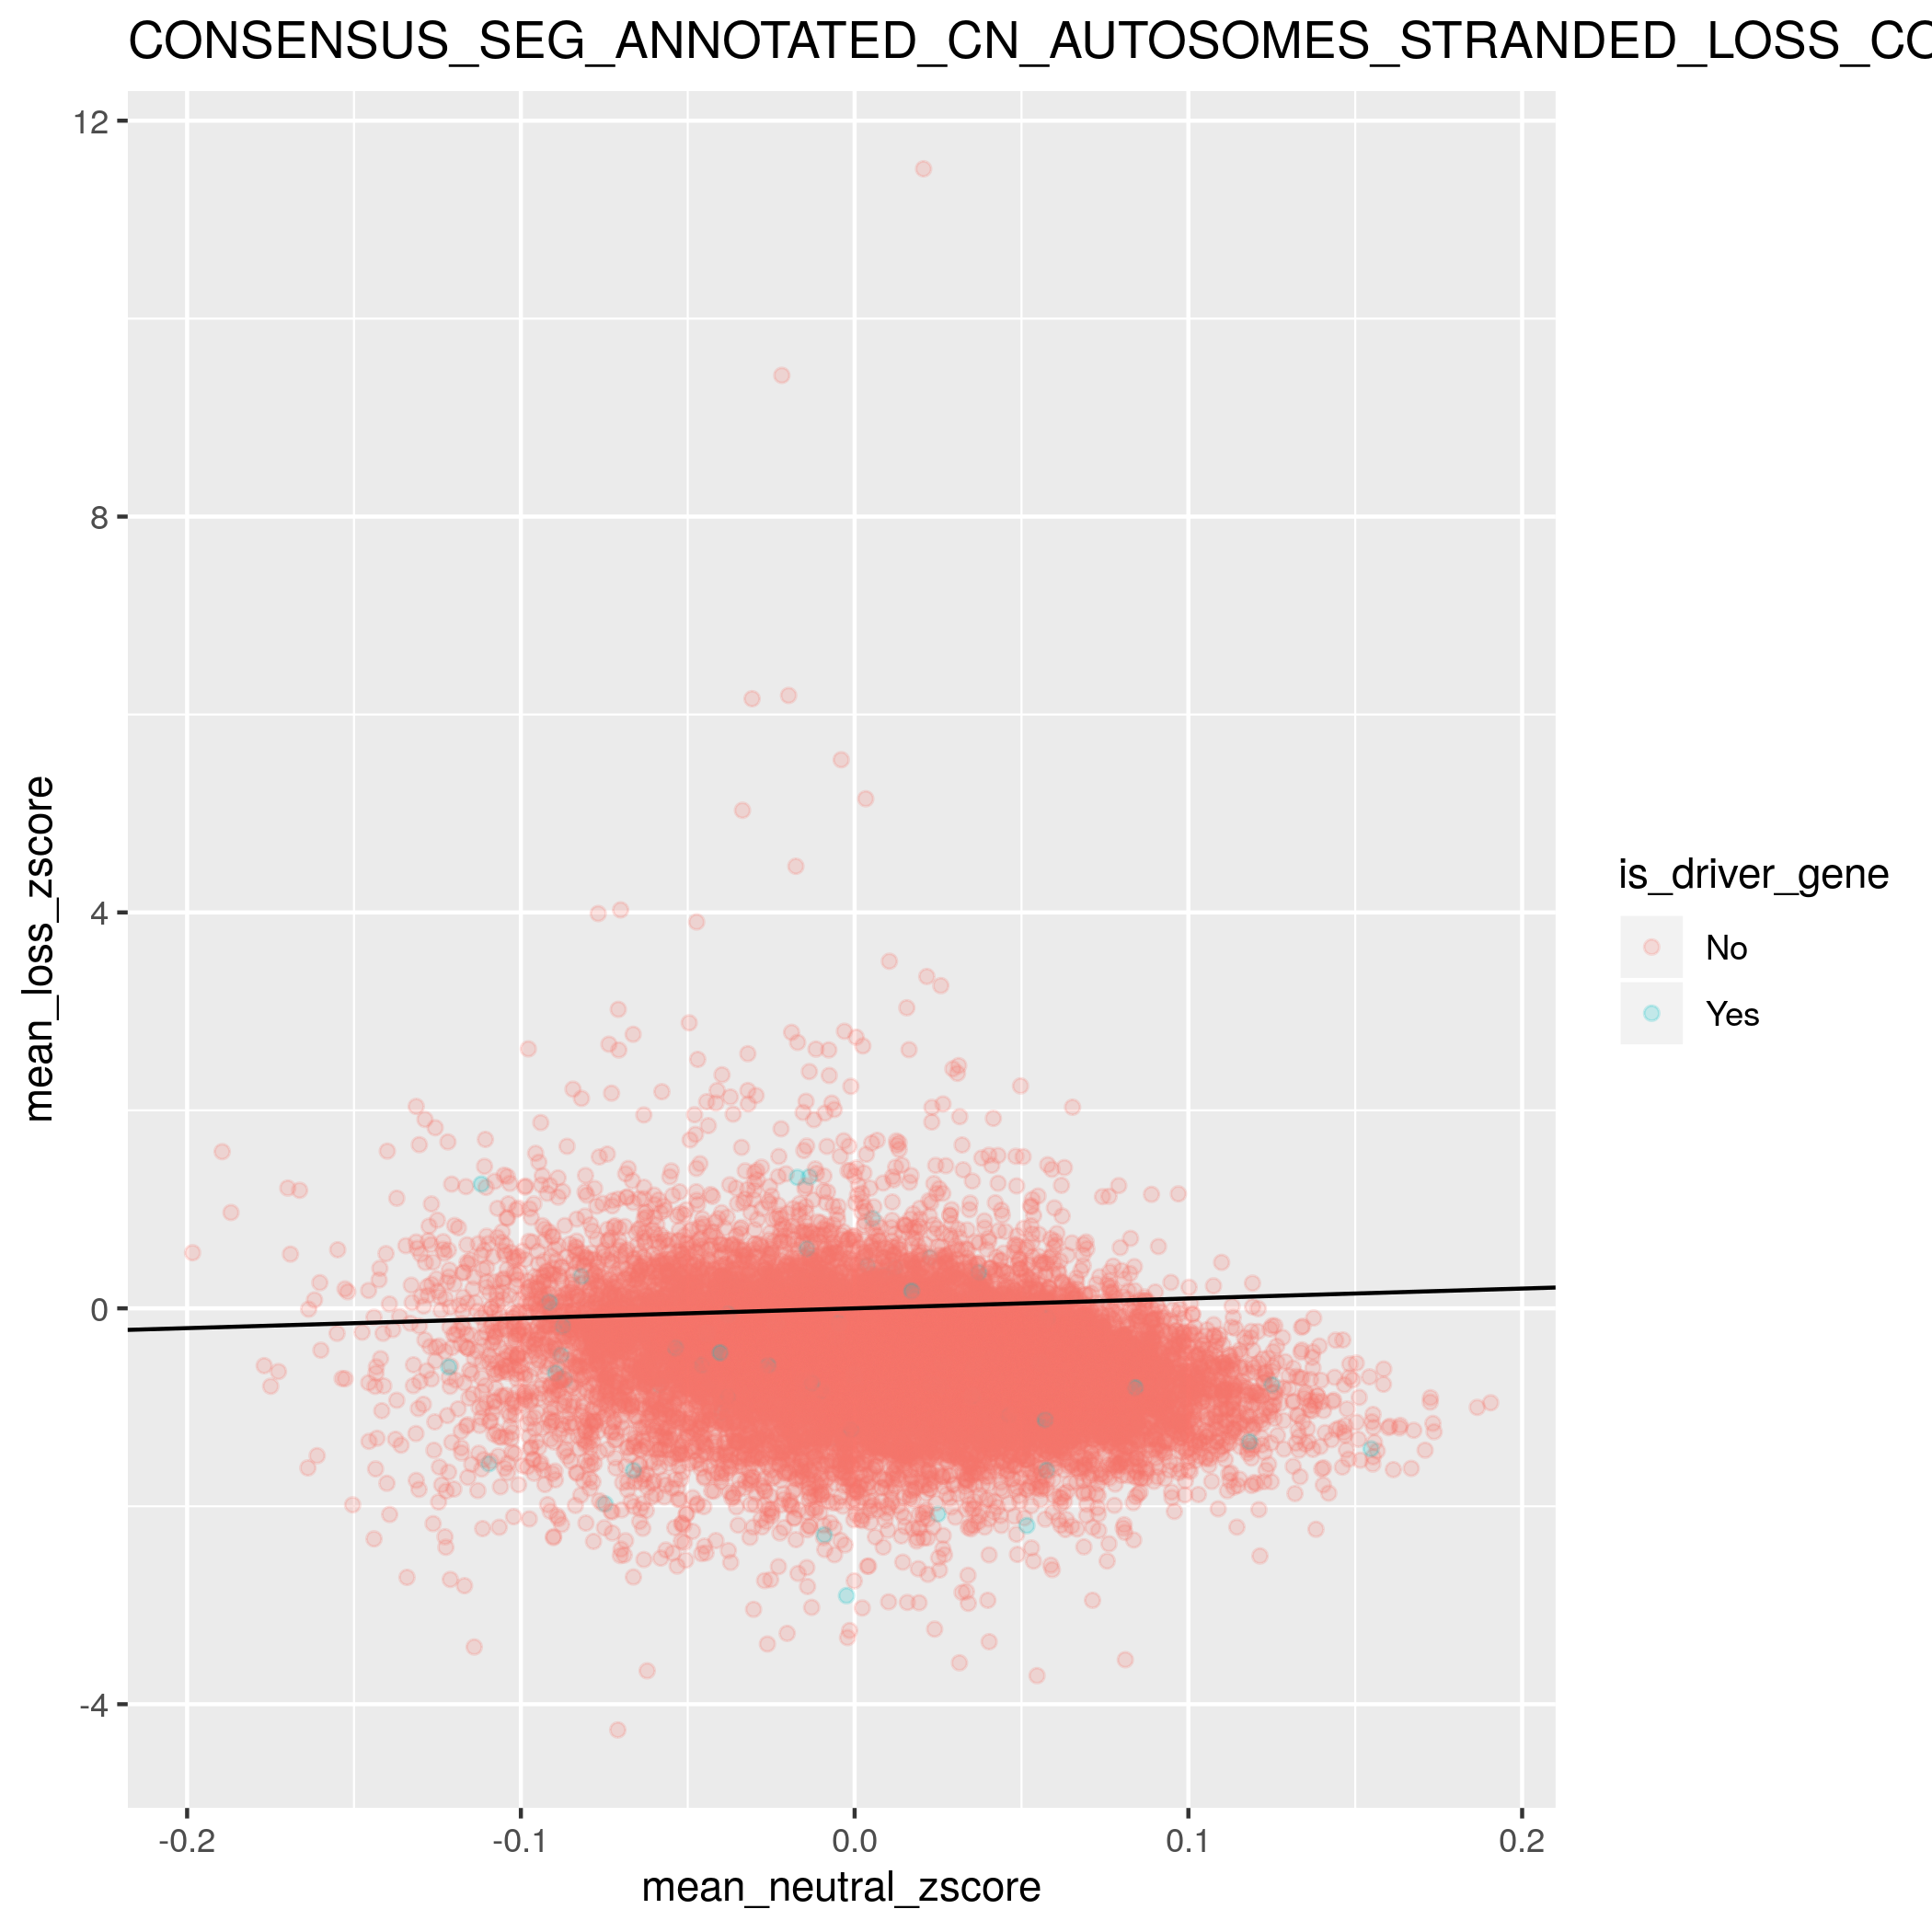 CONSENSUS_SEG_ANNOTATED_CN_AUTOSOMES_STRANDED_LOSS_CO
12
8
4
0
-4
mean_loss_zscore
-0.2
-0.1
0.0
0.1
0.2
mean_neutral_zscore
is_driver_gene
No
Yes